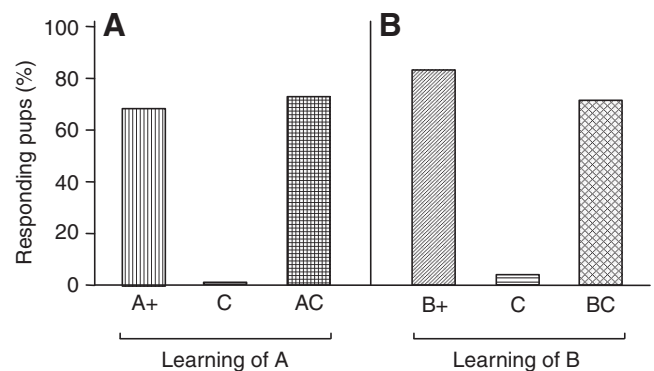 A
B
Responding pups (%)
100
80
60
40
20
0
A+ C AC B+ C BC
Learning of A Learning of B